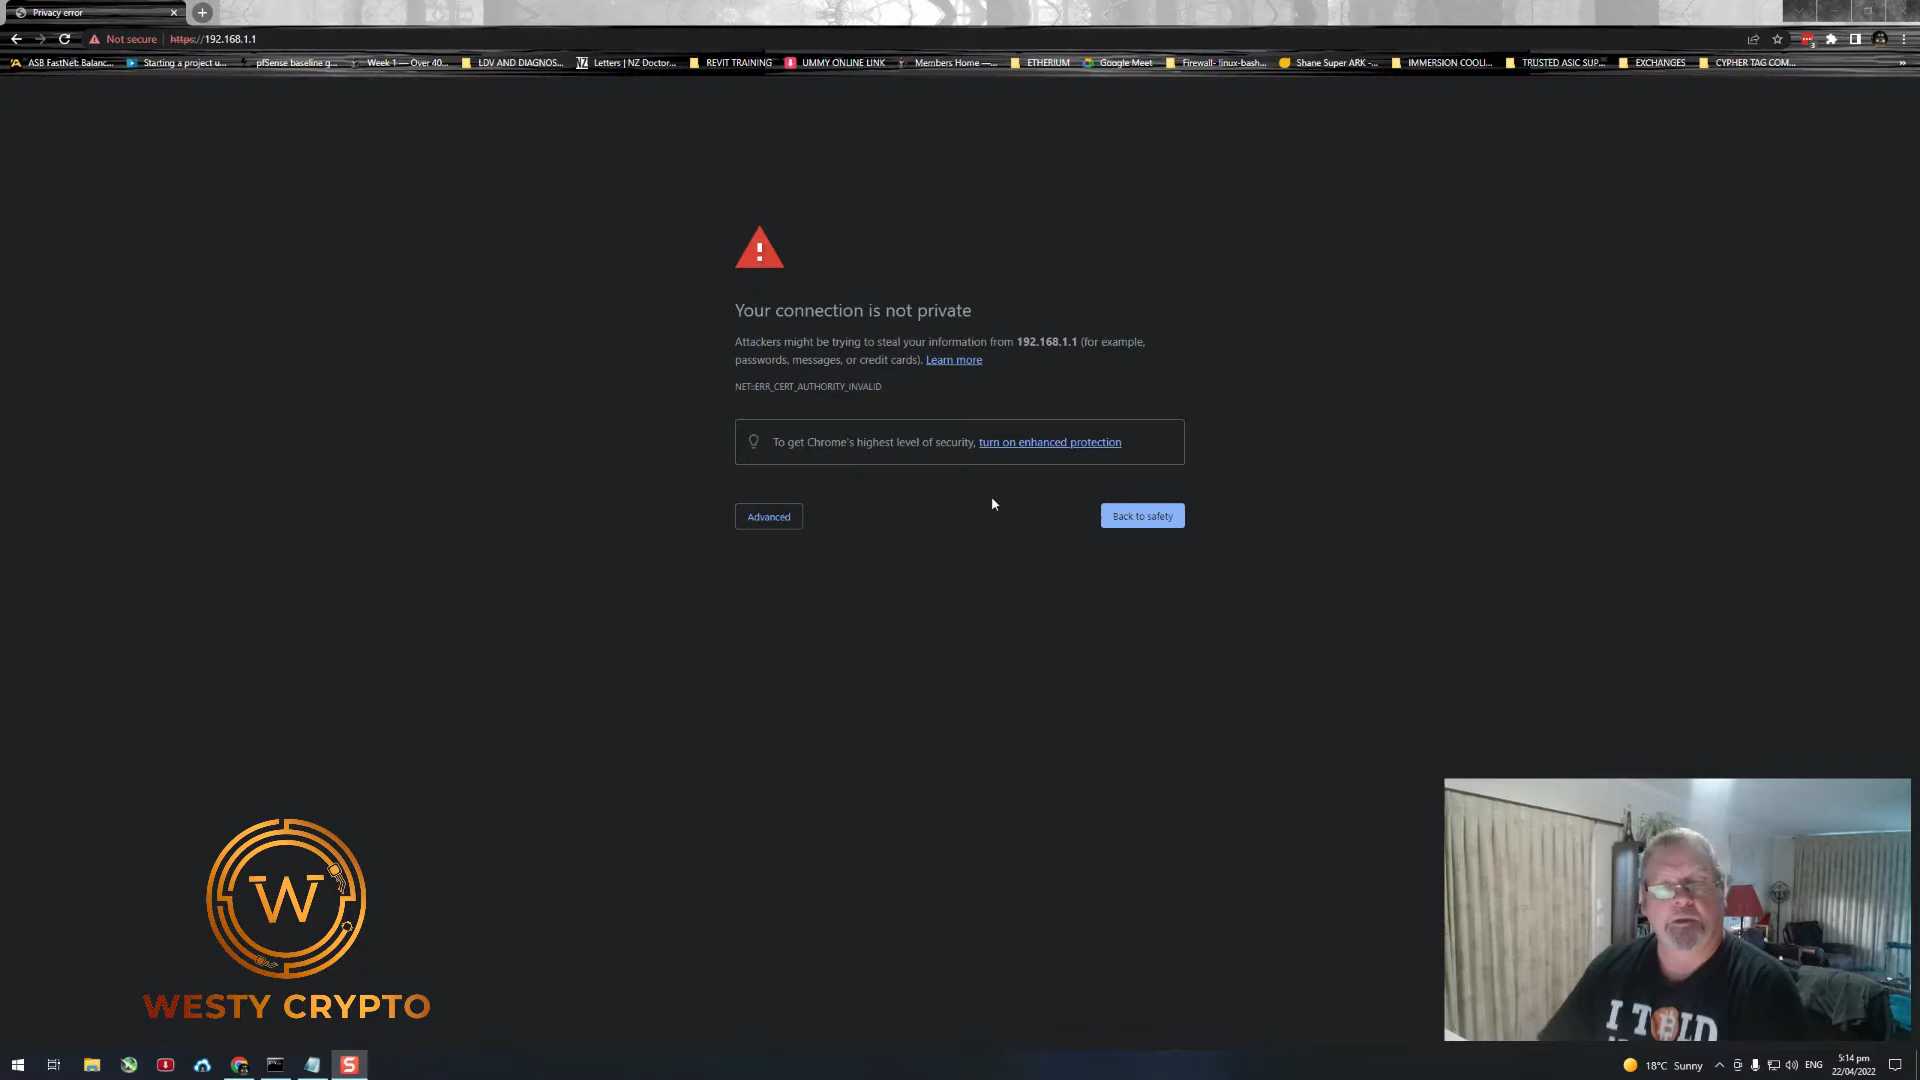 Privacy error
Not secure
https://192.168.1.1
ASB FastNet: Balanc...
Starting a project u...
pfSense baseline g...
Week 1 — Over 40...
LDV AND DIAGNOS...
Letters | NZ Doctor...
REVIT TRAINING
UMMY ONLINE LINK
Members Home —...
ETHERIUM
Google Meet
Firewall- linux-bash...
Shane Super ARK -...
IMMERSION COOLI...
TRUSTED ASIC SUP...
EXCHANGES
CYPHER TAG COM...
»
Your connection is not private
Attackers might be trying to steal your information from 192.168.1.1 (for example,
passwords, messages, or credit cards). Learn more
NET::ERR_CERT_AUTHORITY_INVALID
To get Chrome's highest level of security, turn on enhanced protection
Advanced
Back to safety
W
WESTY CRYPTO
I T₿LD
18°C Sunny
ENG
5:14 pm
22/04/2022